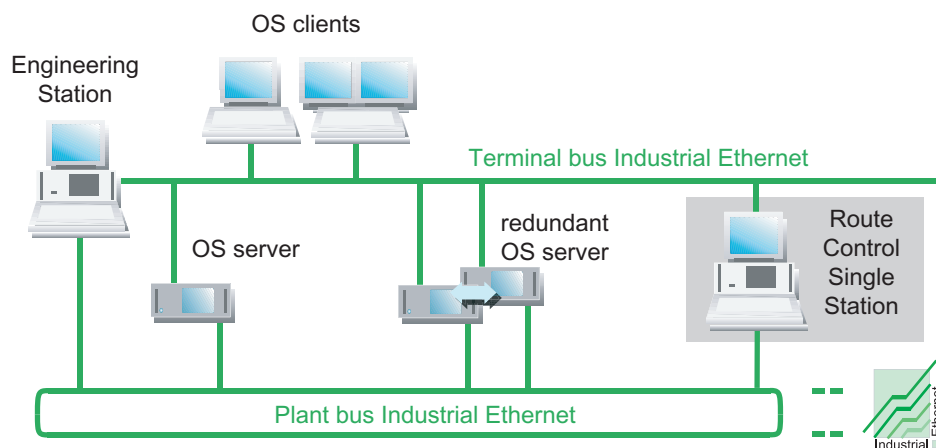 OS clients
Engineering
Station
Terminal bus Industrial Ethernet
OS server
redundant
OS server
Route
Control
Single
Station
Plant bus Industrial Ethernet
Industrial
Ethernet